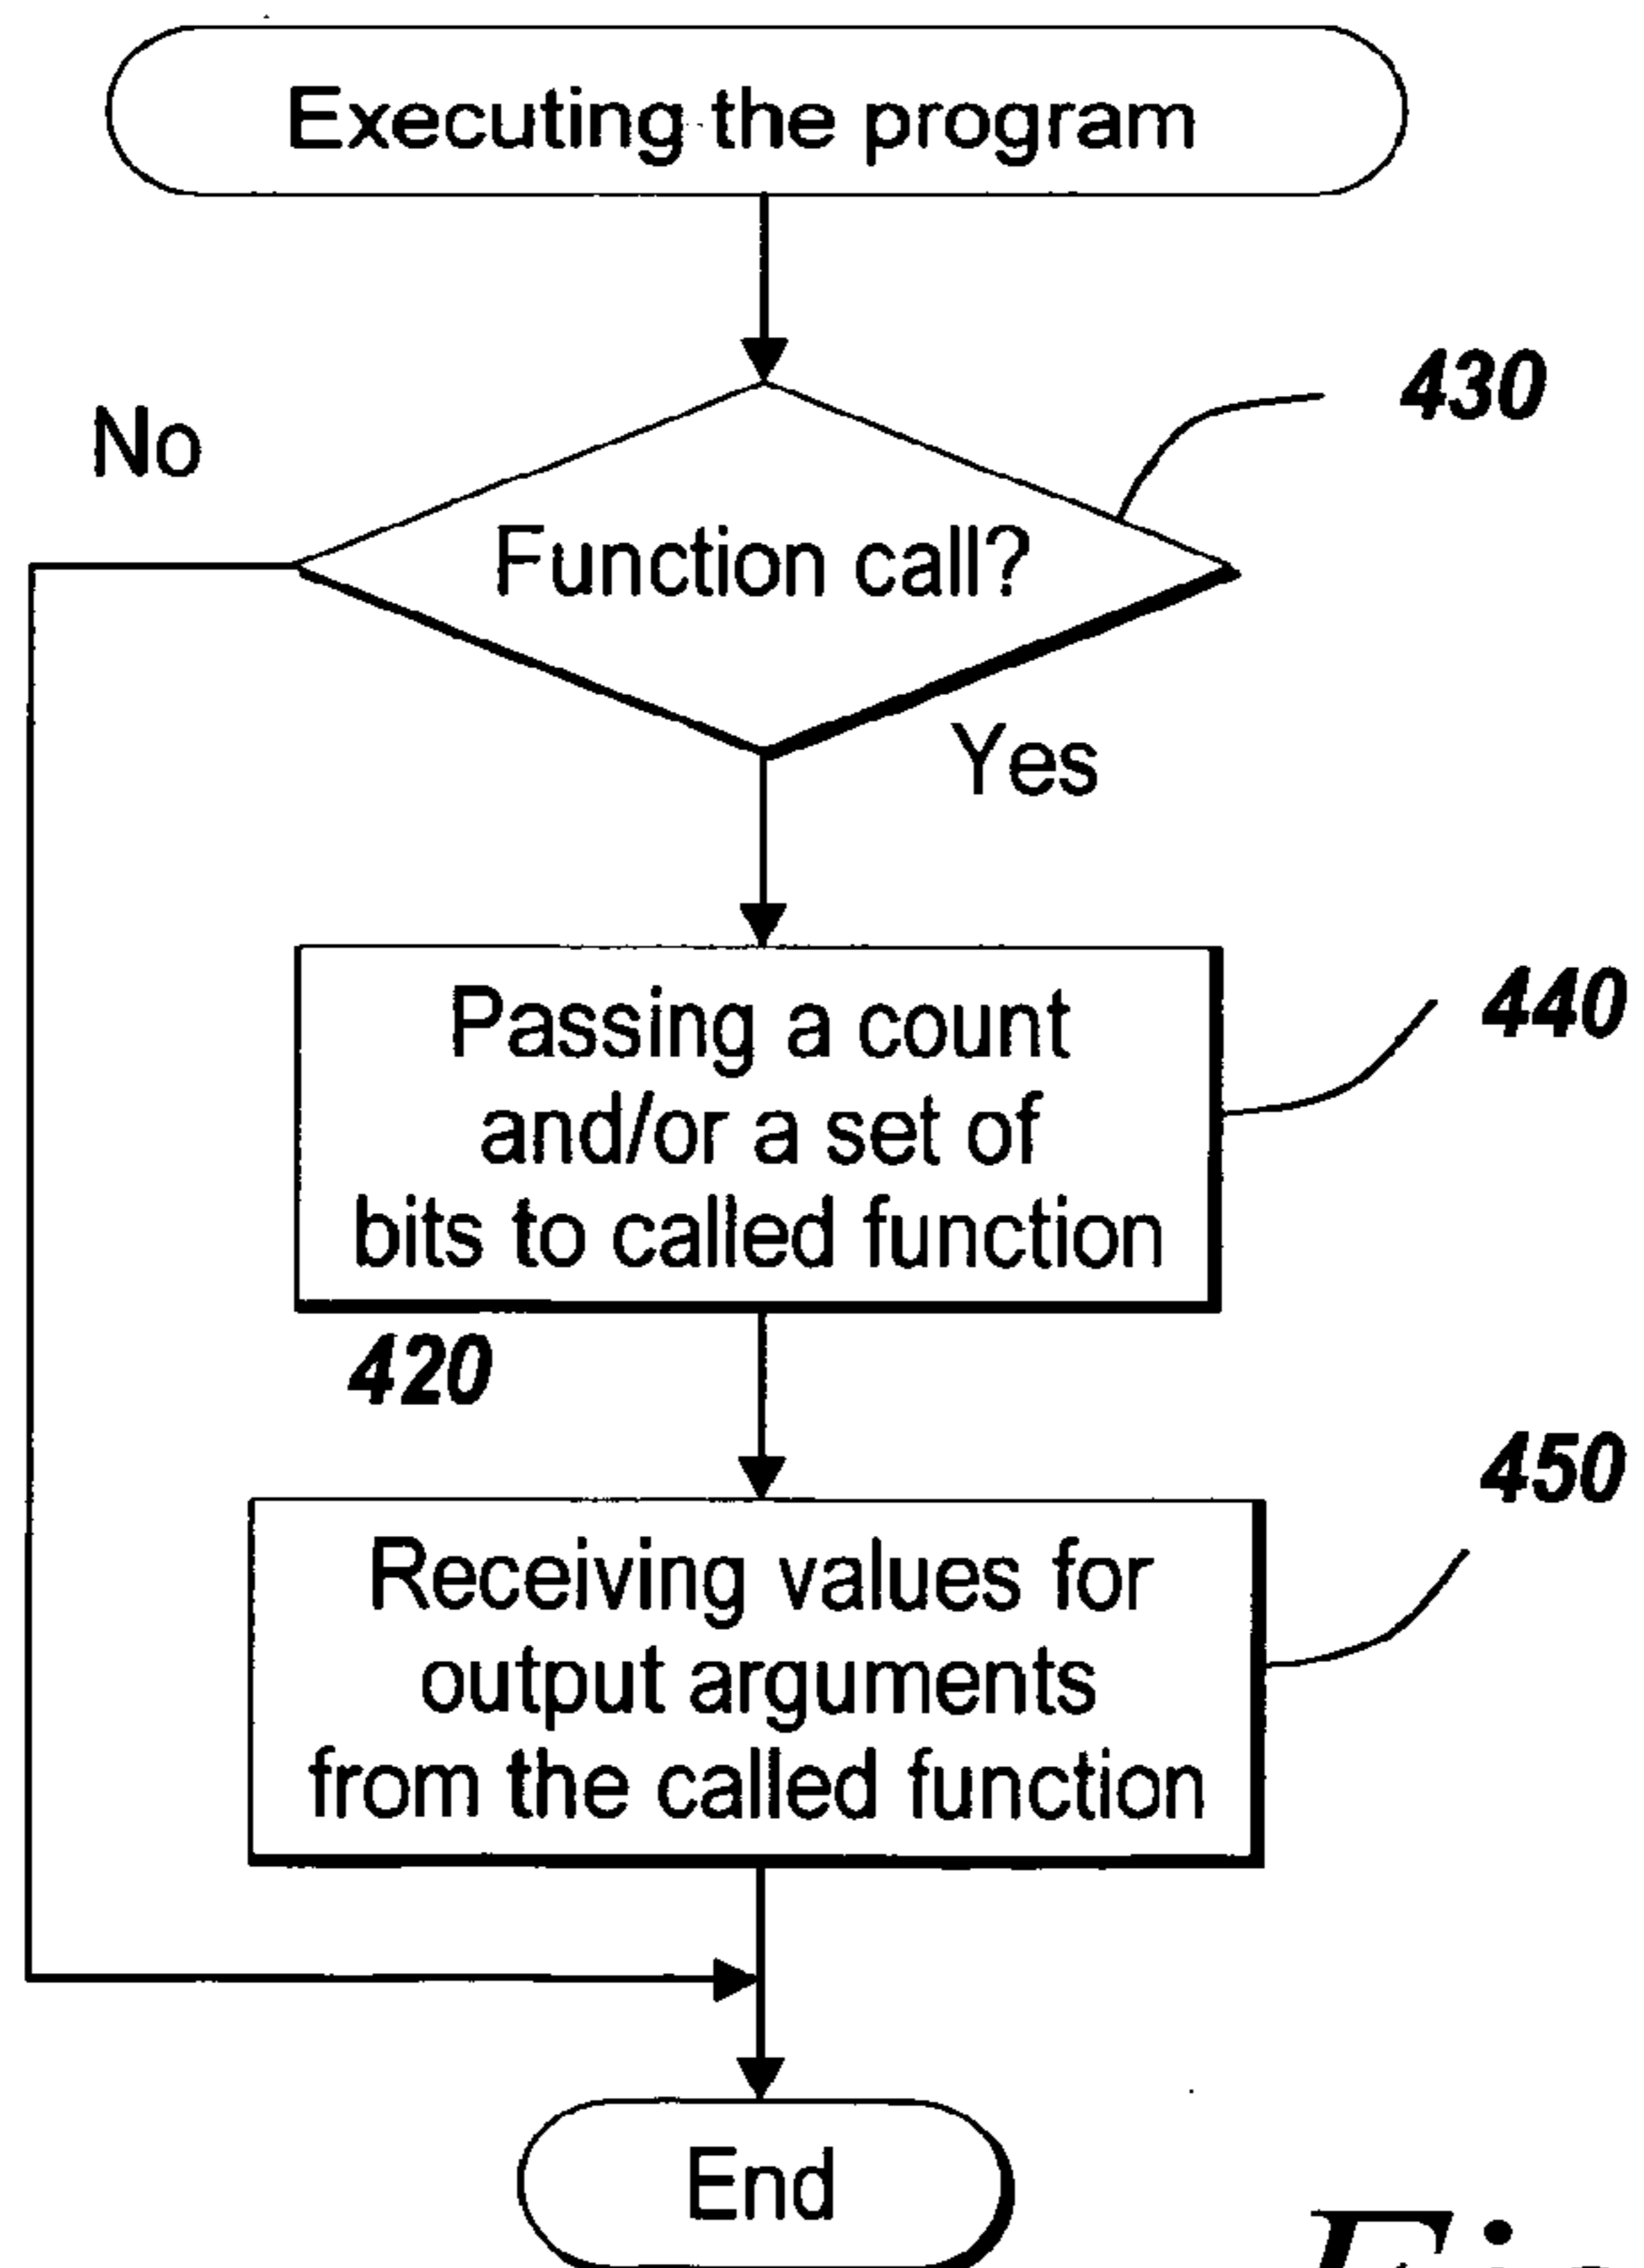 Executing the program
430
No
Function call?
Yes
Passing a count
and/or a set of
bits to called function
440
420
450
Receiving values for
output arguments
from the called function
End